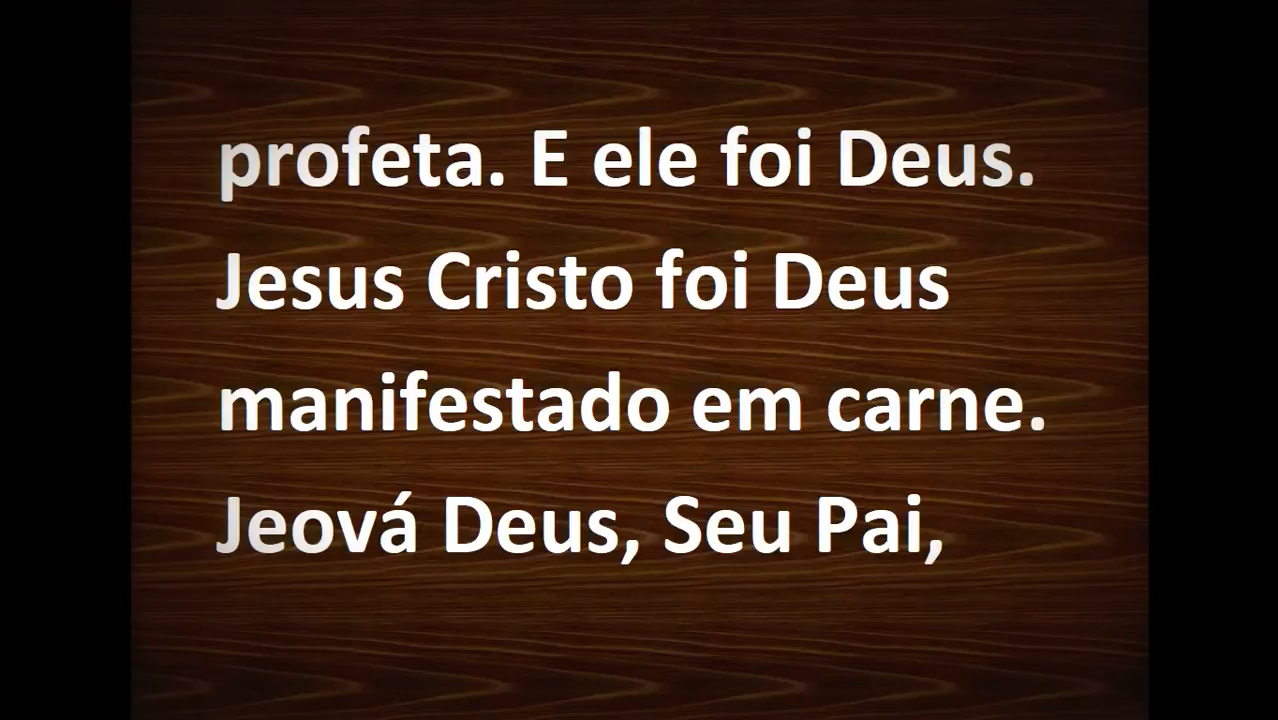 profeta. E ele foi Deus.
Jesus Cristo foi Deus
manifestado em carne.
Jeová Deus, Seu Pai,